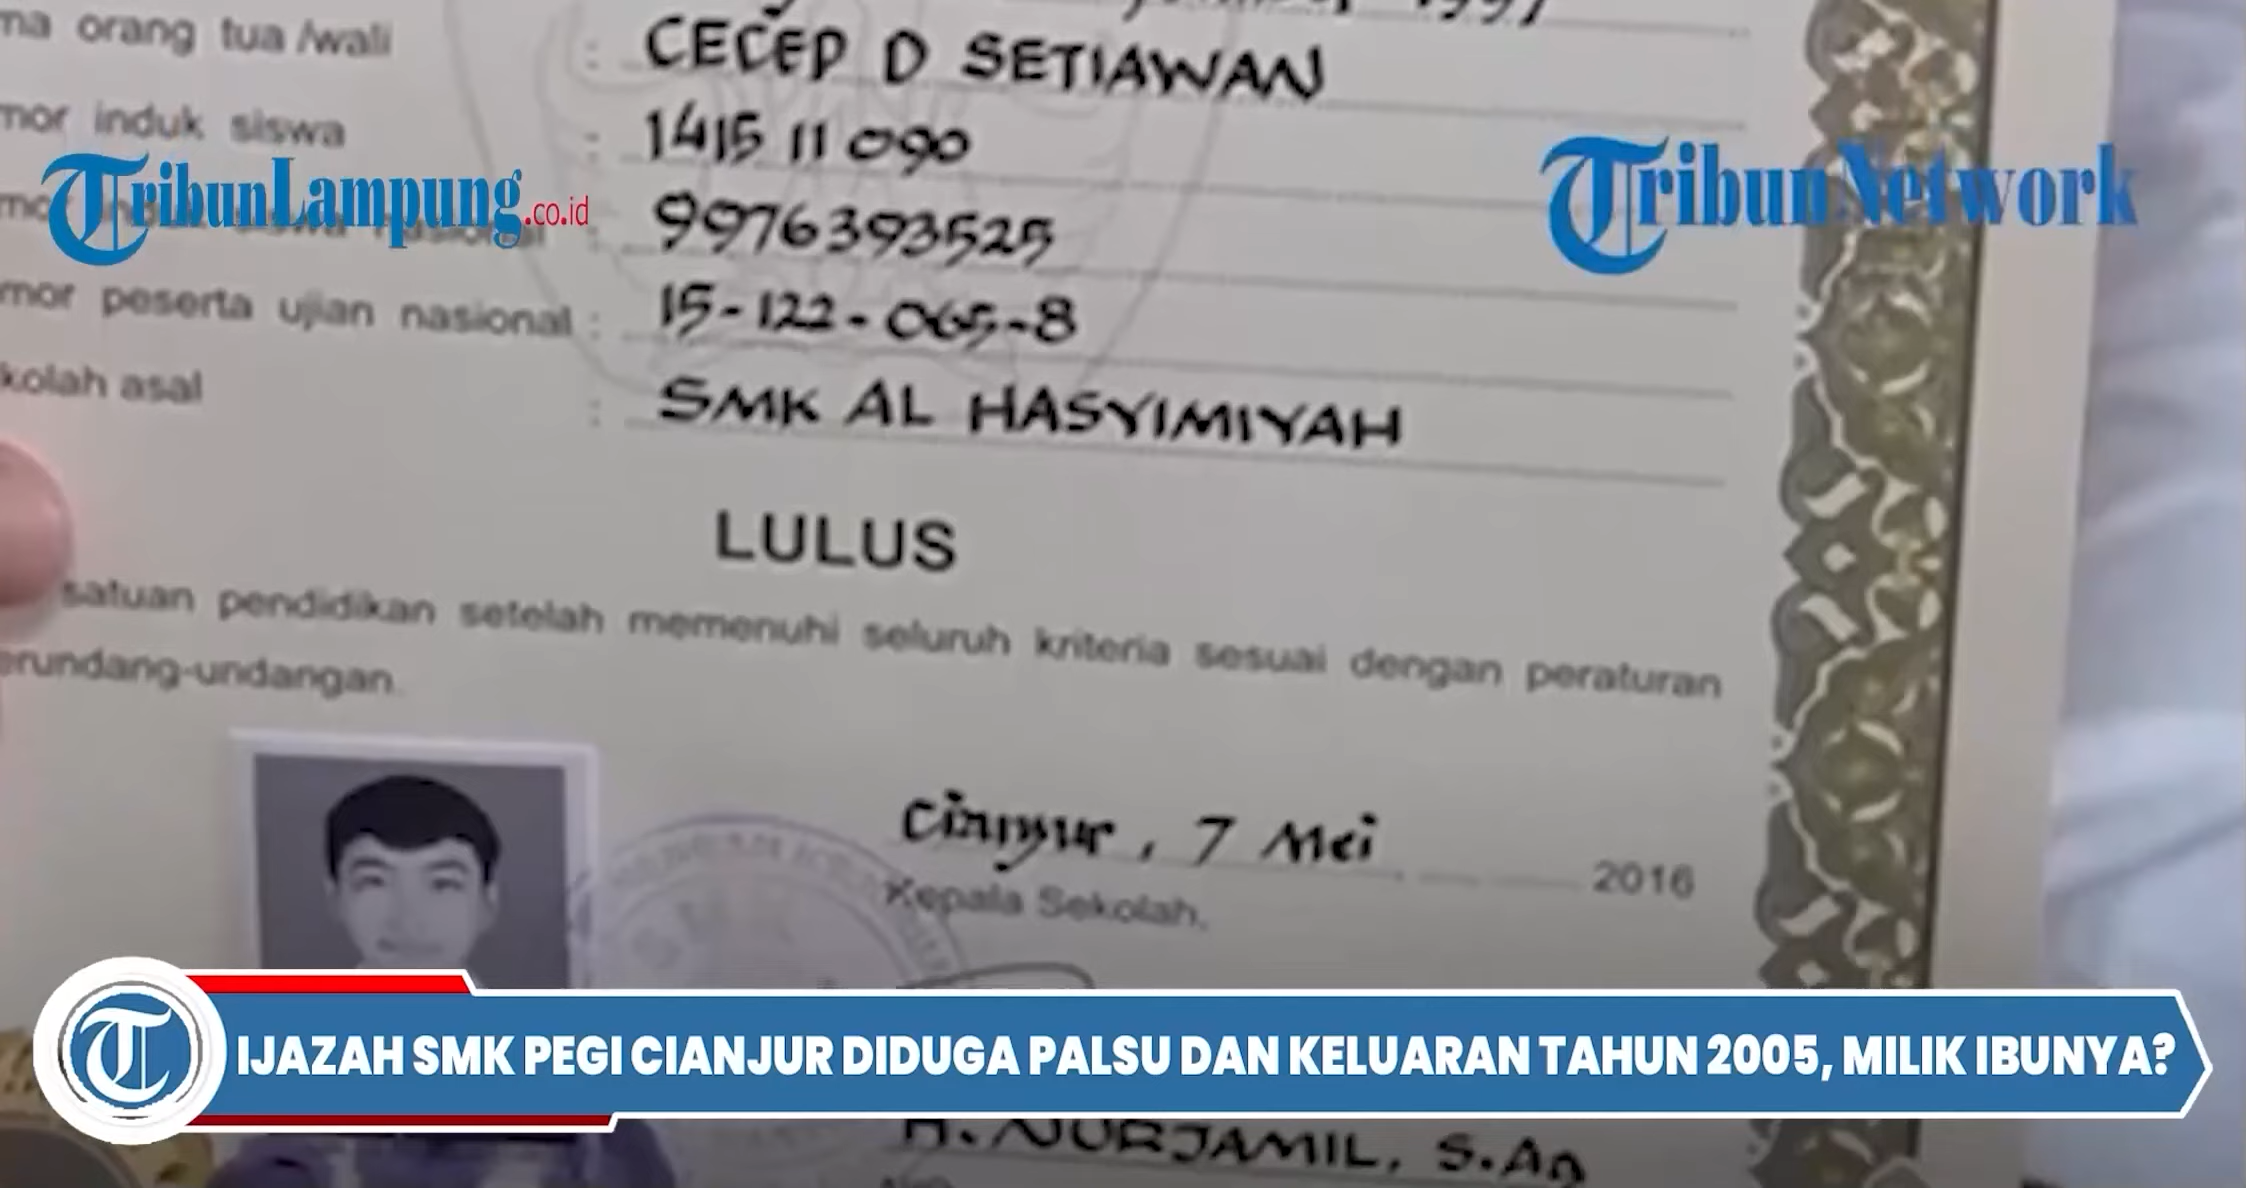 1997
ma orang tua /wali : CECEP D SETIAWAN
mor induk siswa : 1415 11 090
TribunLampung.co.id
TribunNetwork
nasional : 9976393525
mor peserta ujian nasional : 15-122-065-8
kolah asal : SMK AL HASYIMIYAH
LULUS
satuan pendidikan setelah memenuhi seluruh kriteria sesuai dengan peraturan
erundang-undangan.
Cianjur, 7 Mei 2016
Kepala Sekolah,
IJAZAH SMK PEGI CIANJUR DIDUGA PALSU DAN KELUARAN TAHUN 2005, MILIK IBUNYA?
H. NURJAMIL, S.Ag